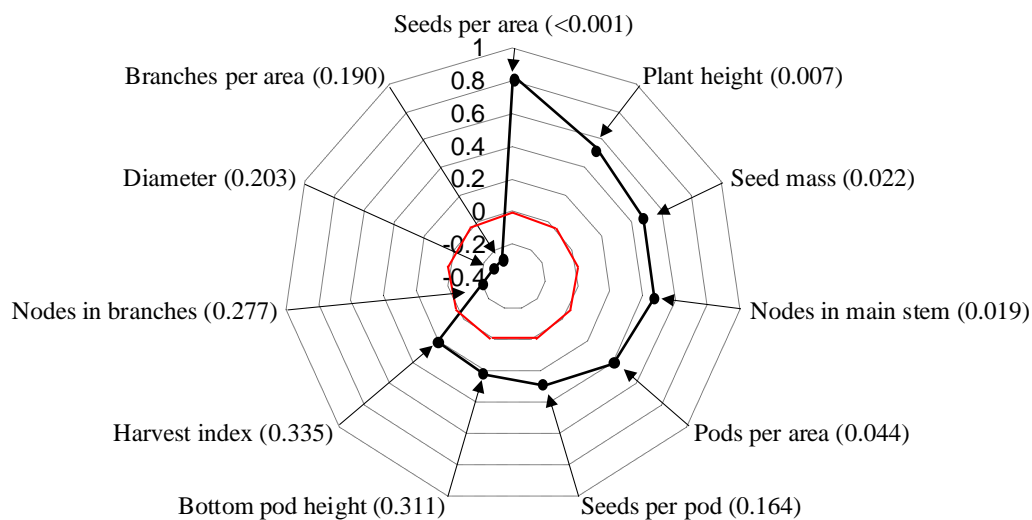 Seeds per area (<0.001)
1
Branches per area (0.190)
Plant height (0.007)
0.8
0.6
0.4
Diameter (0.203)
Seed mass (0.022)
0.2
0
-0.2
-0.4
Nodes in branches (0.277)
Nodes in main stem (0.019)
Harvest index (0.335)
Pods per area (0.044)
Bottom pod height (0.311)
Seeds per pod (0.164)